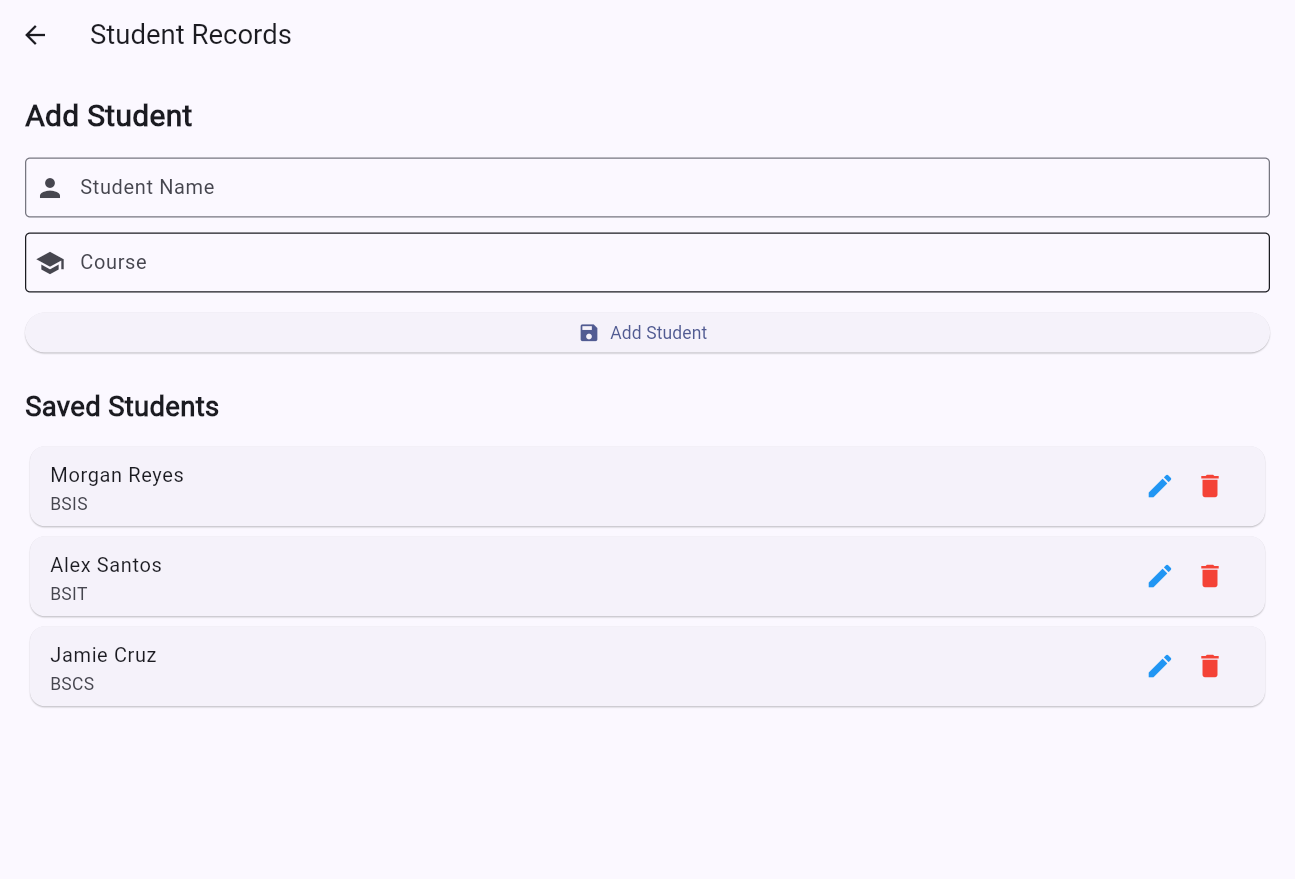 Student Records
Add Student
Student Name
Course
Add Student
Saved Students
Morgan Reyes
BSIS
Alex Santos
BSIT
Jamie Cruz
BSCS